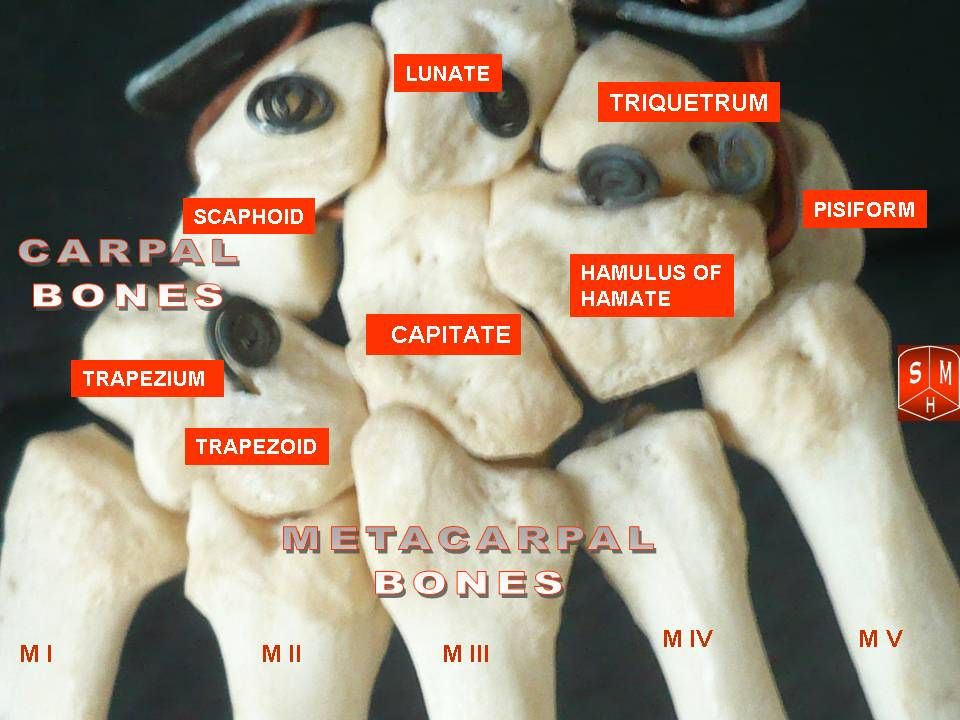 LUNATE
TRIQUETRUM
SCAPHOID
PISIFORM
CARPAL
BONES
HAMULUS OF
HAMATE
CAPITATE
TRAPEZIUM
S M
H
TRAPEZOID
METACARPAL
BONES
M I
M II
M III
M IV
M V